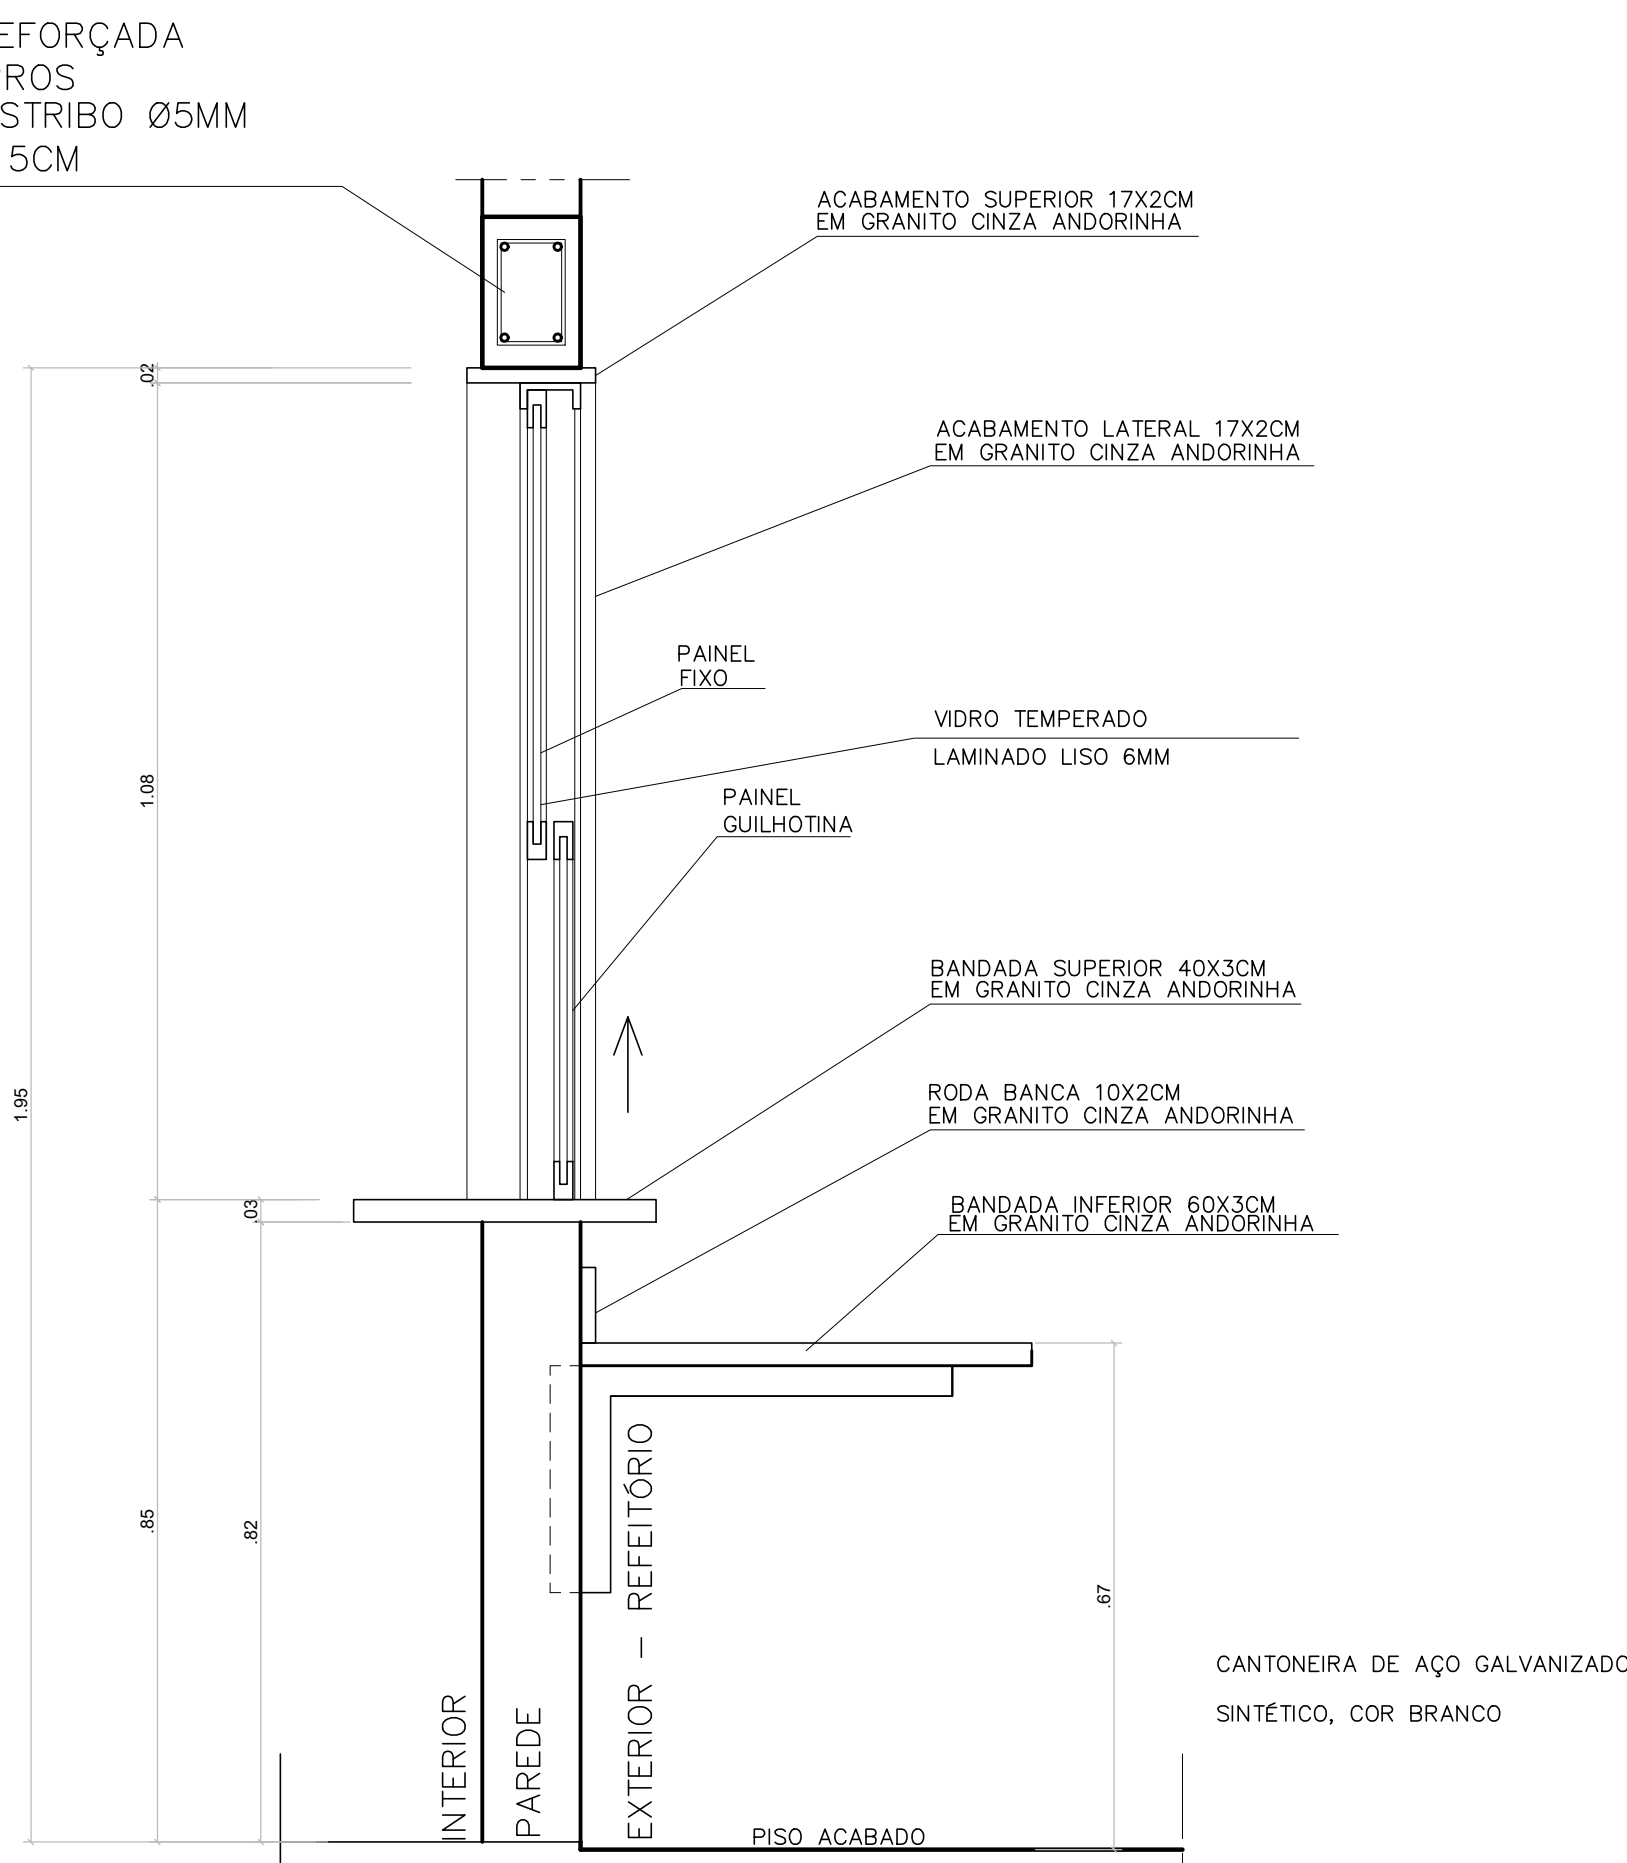 EFORÇADA
ROS
STRIBO Ø5MM
5CM
ACABAMENTO SUPERIOR 17X2CM
EM GRANITO CINZA ANDORINHA
.02
ACABAMENTO LATERAL 17X2CM
EM GRANITO CINZA ANDORINHA
PAINEL
FIXO
VIDRO TEMPERADO
LAMINADO LISO 6MM
1.08
PAINEL
GUILHOTINA
BANDADA SUPERIOR 40X3CM
EM GRANITO CINZA ANDORINHA
1.95
RODA BANCA 10X2CM
EM GRANITO CINZA ANDORINHA
.03
BANDADA INFERIOR 60X3CM
EM GRANITO CINZA ANDORINHA
.85
.82
.67
INTERIOR
PAREDE
EXTERIOR - REFEITÓRIO
CANTONEIRA DE AÇO GALVANIZADO
SINTÉTICO, COR BRANCO
PISO ACABADO